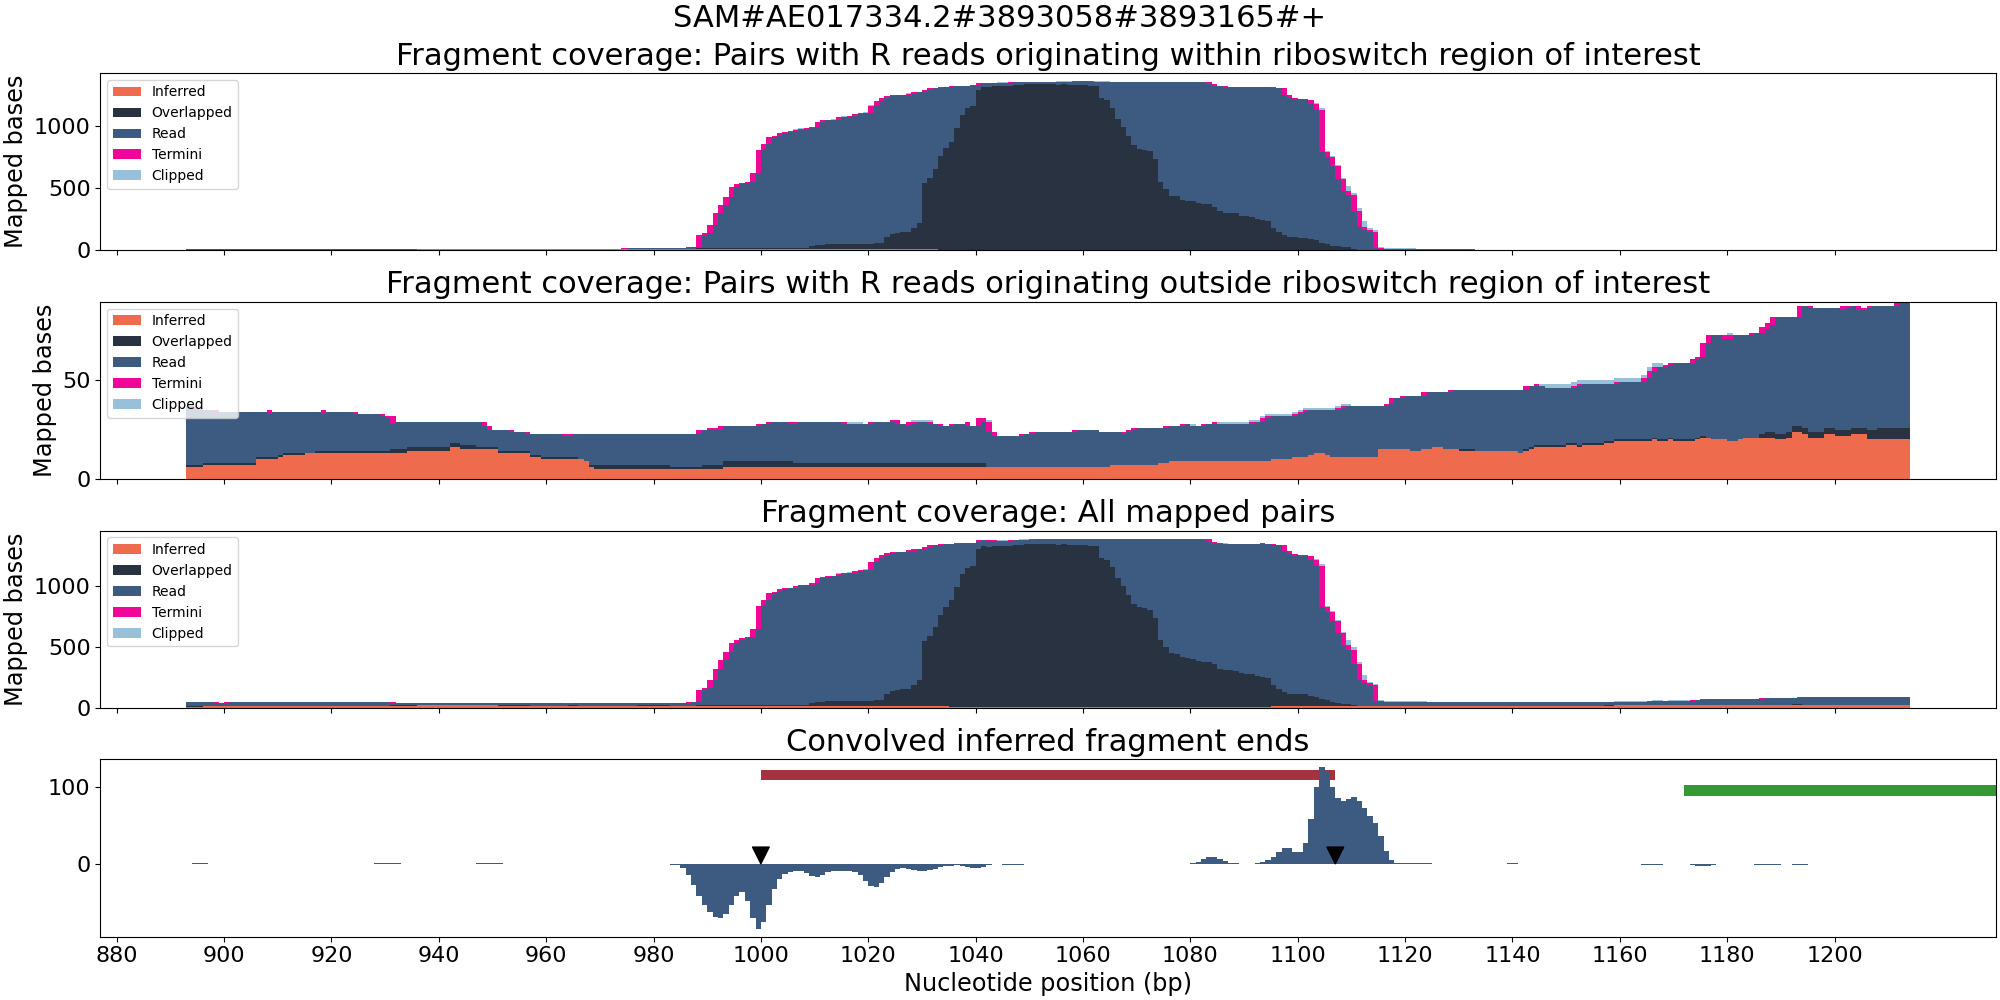 SAM#AE017334.2#3893058#3893165#+
Fragment coverage: Pairs with R reads originating within riboswitch region of interest
Mapped bases
1000
500
0
Inferred
Overlapped
Read
Termini
Clipped
Fragment coverage: Pairs with R reads originating outside riboswitch region of interest
Mapped bases
50
0
Inferred
Overlapped
Read
Termini
Clipped
Fragment coverage: All mapped pairs
Mapped bases
1000
500
0
Inferred
Overlapped
Read
Termini
Clipped
Convolved inferred fragment ends
100
0
880 900 920 940 960 980 1000 1020 1040 1060 1080 1100 1120 1140 1160 1180 1200
Nucleotide position (bp)